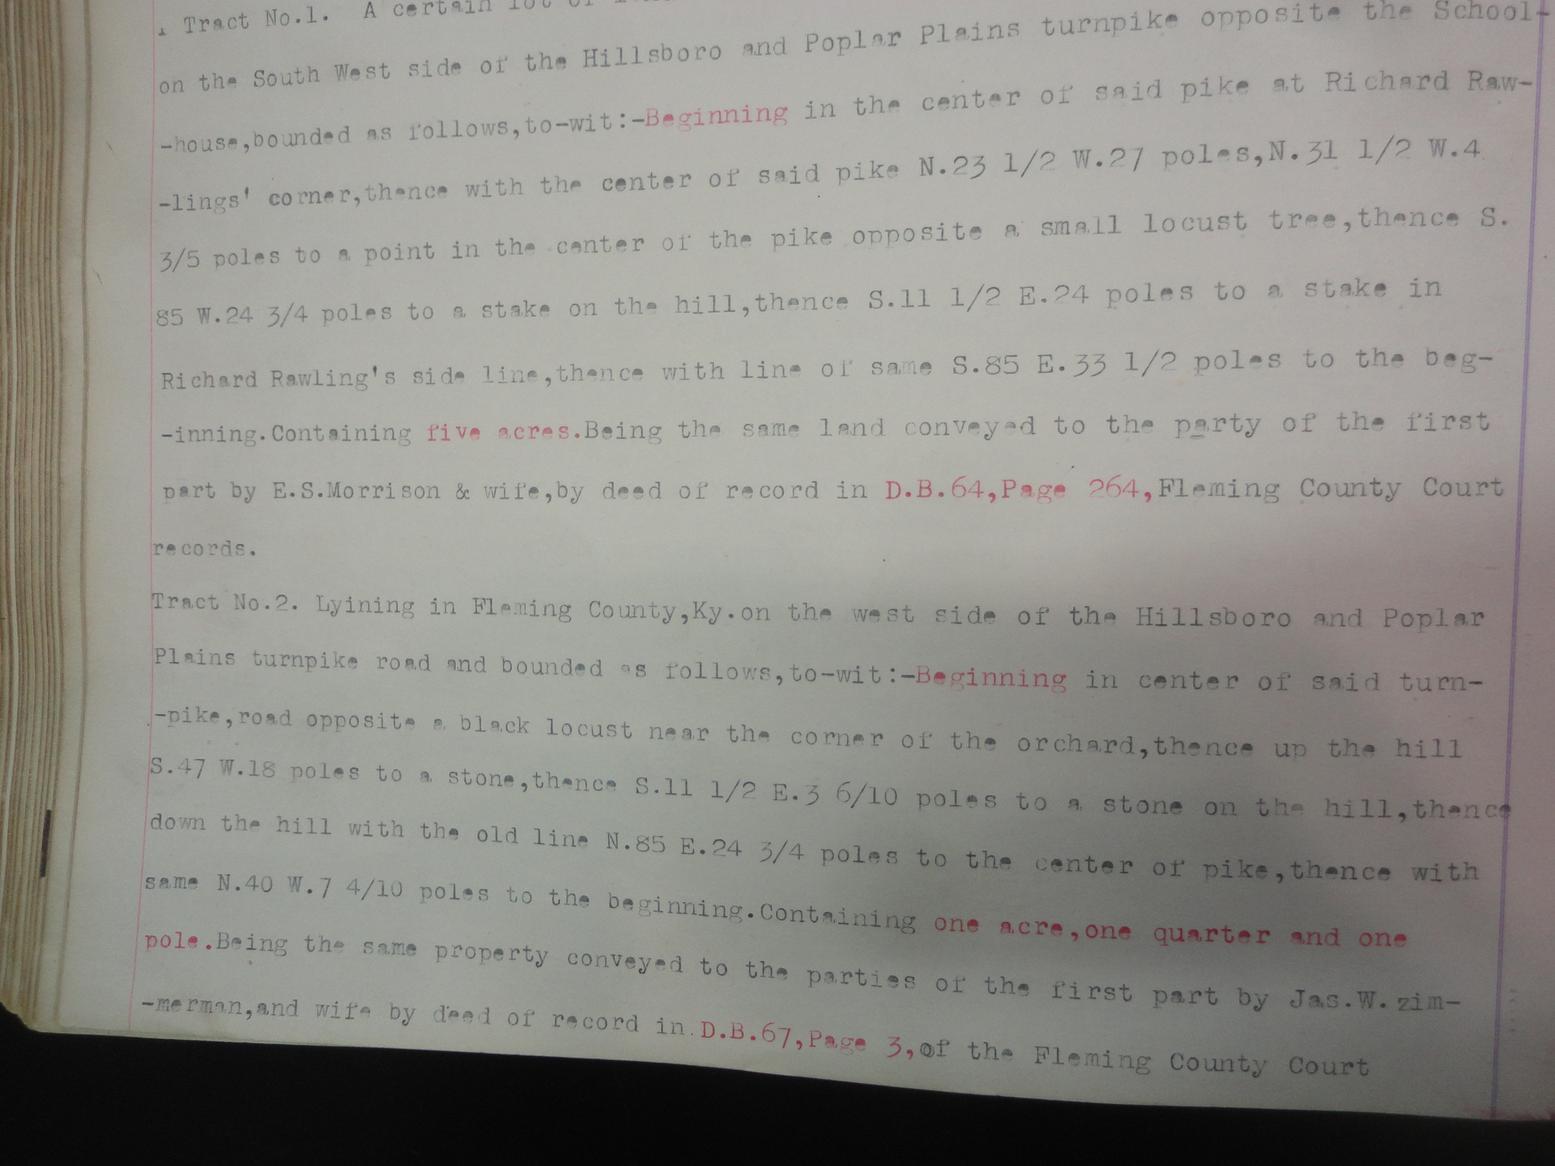 Tract No.1. A certain lot of
on the South West side of the Hillsboro and Poplar Plains turnpike opposite the School-
-house,bounded as follows,to-wit:-Beginning in the center of said pike at Richard Raw-
-lings' corner,thence with the center of said pike N.23 1/2 W.27 poles,N.31 1/2 W.4
3/5 poles to a point in the center of the pike opposite a small locust tree,thence S.
85 W.24 3/4 poles to a stake on the hill,thence S.11 1/2 E.24 poles to a stake in
Richard Rawling's side line,thence with line of same S.85 E.33 1/2 poles to the beg-
-inning.Containing five acres.Being the same land conveyed to the party of the first
part by E.S.Morrison & wife,by deed of record in D.B.64,Page 264,Fleming County Court
records.
Tract No.2. Lyining in Fleming County,Ky.on the west side of the Hillsboro and Poplar
Plains turnpike road and bounded as follows,to-wit:-Beginning in center of said turn-
-pike,road opposite a black locust near the corner of the orchard,thence up the hill
S.47 W.18 poles to a stone,thence S.11 1/2 E.3 6/10 poles to a stone on the hill,thence
down the hill with the old line N.85 E.24 3/4 poles to the center of pike,thence with
same N.40 W.7 4/10 poles to the beginning.Containing one acre,one quarter and one
pole.Being the same property conveyed to the parties of the first part by Jas.W.zim-
-merman,and wife by deed of record in.D.B.67,Page 3,of the Fleming County Court